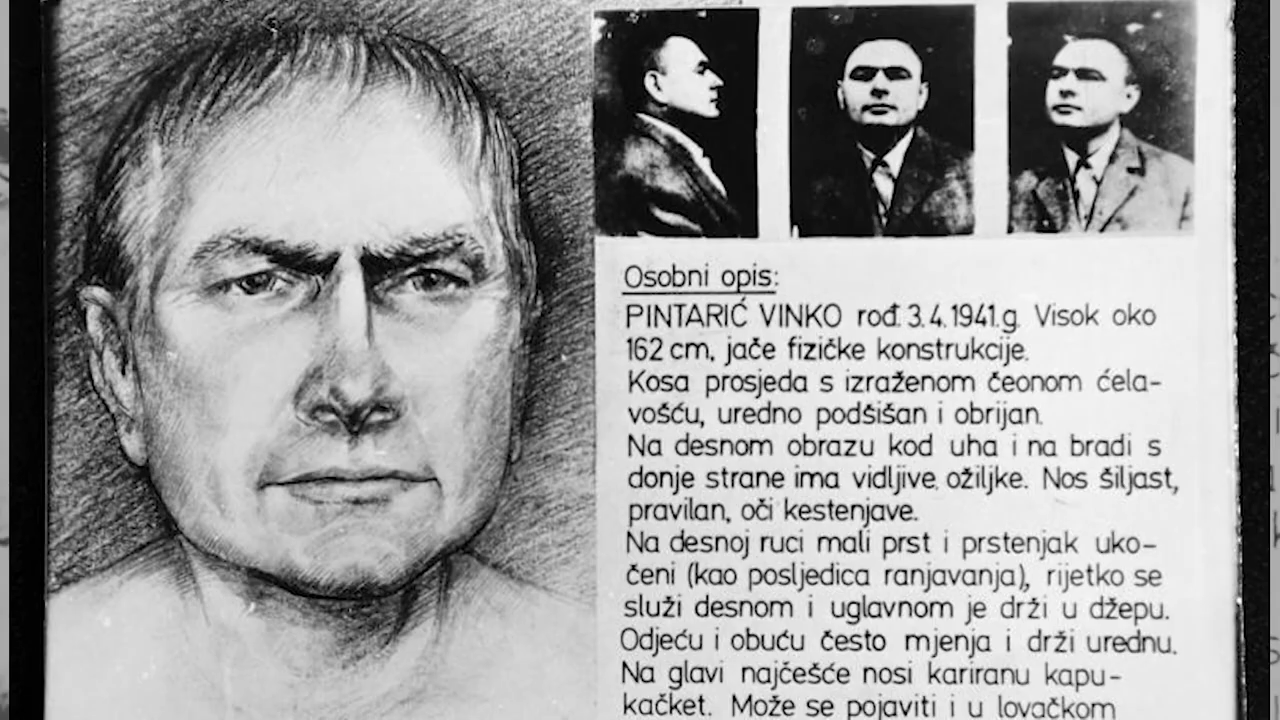 Osobni opis:
PINTARIĆ VINKO rođ. 3.4.1941.g. Visok oko
162 cm, jače fizičke konstrukcije.
Kosa prosjeda s izraženom čeonom ćela-
vošću, uredno podšišan i obrijan.
Na desnom obrazu kod uha i na bradi s
donje strane ima vidljive ožiljke. Nos šiljast,
pravilan, oči kestenjave.
Na desnoj ruci mali prst i prstenjak uko-
čeni (kao posljedica ranjavanja), rijetko se
služi desnom i uglavnom je drži u džepu.
Odjeću i obuću često mjenja i drži urednu.
Na glavi najčešće nosi kariranu kapu-
kačket. Može se pojaviti i u lovačkom